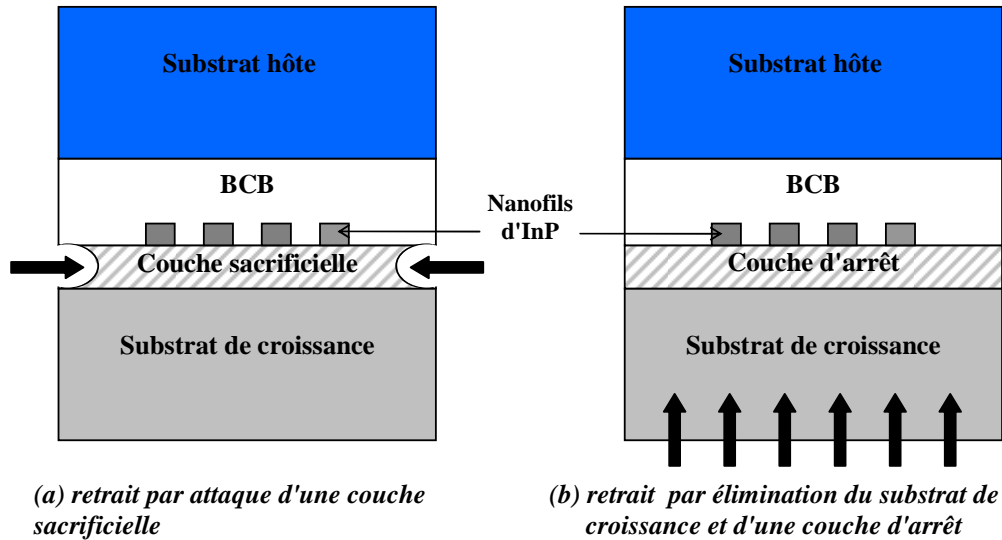 Substrat hôte
BCB
Couche sacrificielle
Substrat de croissance
Nanofils
d'InP
Substrat hôte
BCB
Couche d'arrêt
Substrat de croissance
(a) retrait par attaque d'une couche
sacrificielle
(b) retrait par élimination du substrat de
croissance et d'une couche d'arrêt